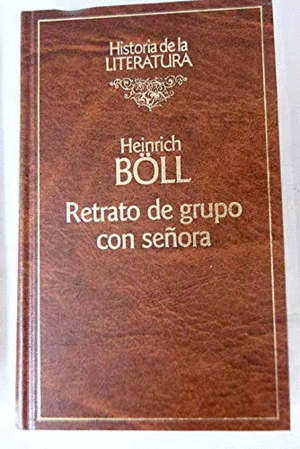 Historia de la
LITERATURA
Heinrich
BÖLL
Retrato de grupo
con señora